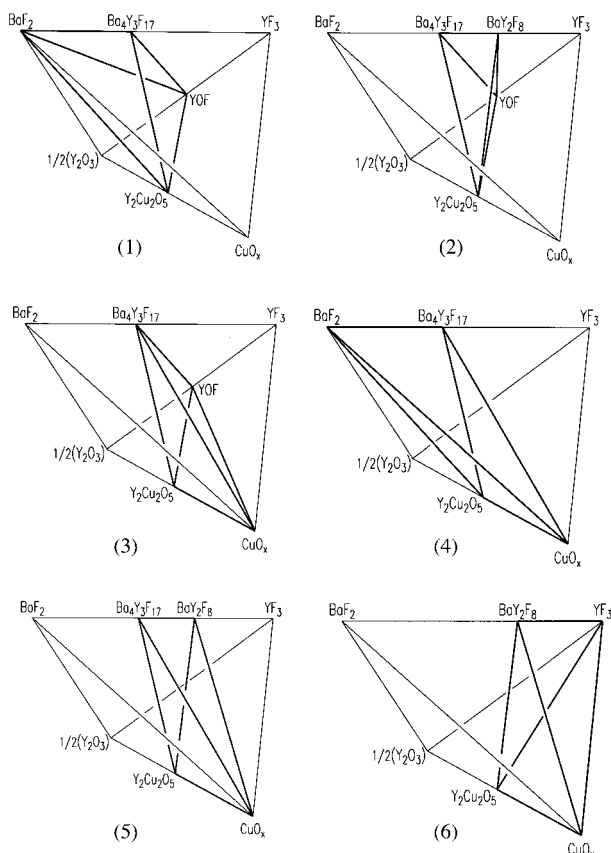 BaF₂ Ba₄Y₃F₁₇ YF₃
YOF
1/2(Y₂O₃)
Y₂Cu₂O₅
CuOₓ
(1)
BaF₂ Ba₄Y₃F₁₇ BaY₂F₈ YF₃
YOF
1/2(Y₂O₃)
Y₂Cu₂O₅
CuOₓ
(2)
BaF₂ Ba₄Y₃F₁₇ YF₃
YOF
1/2(Y₂O₃)
Y₂Cu₂O₅
CuOₓ
(3)
BaF₂ Ba₄Y₃F₁₇ YF₃
1/2(Y₂O₃)
Y₂Cu₂O₅
CuOₓ
(4)
BaF₂ Ba₄Y₃F₁₇ BaY₂F₈ YF₃
1/2(Y₂O₃)
Y₂Cu₂O₅
CuOₓ
(5)
BaF₂ BaY₂F₈ YF₃
1/2(Y₂O₃)
Y₂Cu₂O₅
(6)